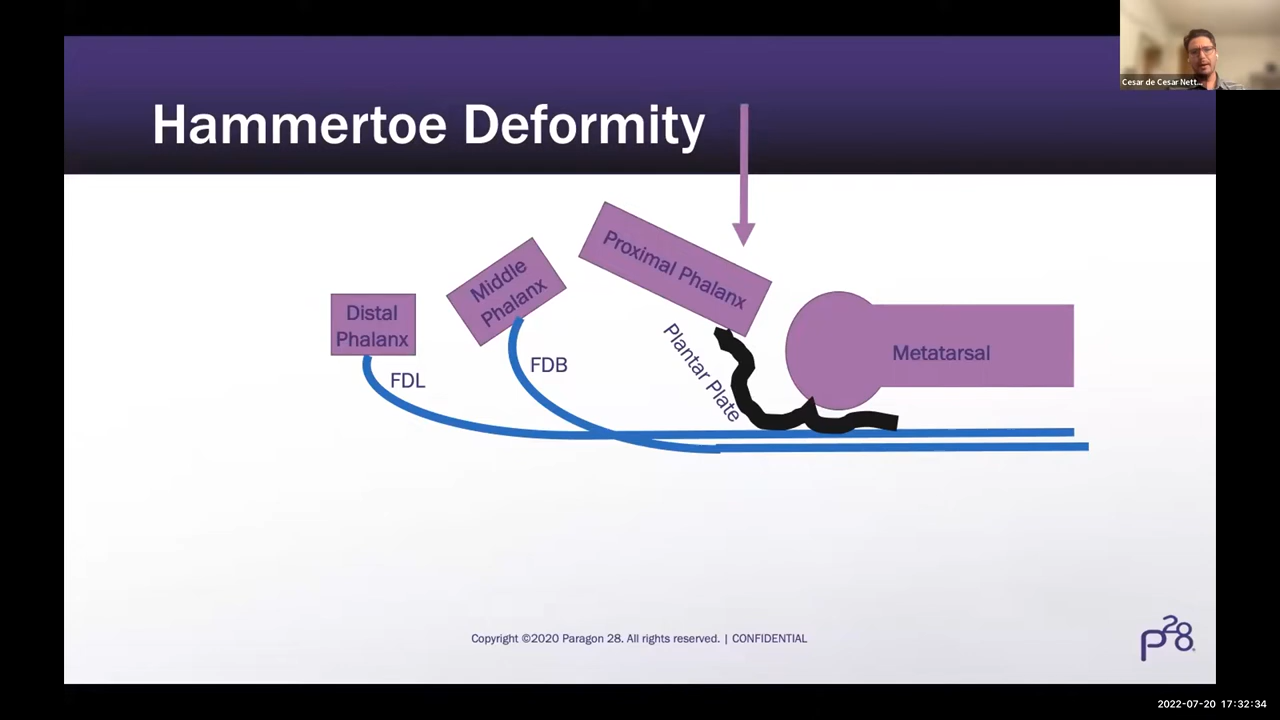 Cesar de Cesar Nett...
Hammertoe Deformity
Proximal Phalanx
Middle
Phalanx
Distal
Phalanx
Plantar Plate
Metatarsal
FDB
FDL
Copyright ©2020 Paragon 28. All rights reserved. | CONFIDENTIAL
p28
2022-07-20 17:32:34